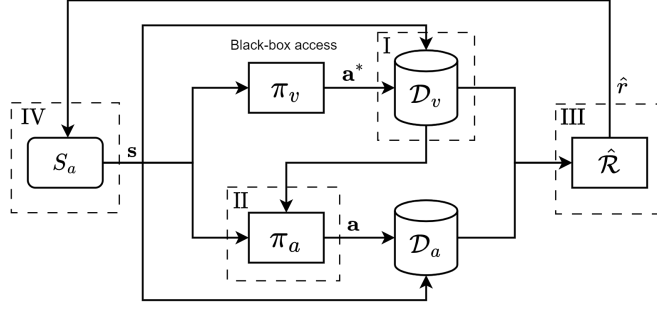 I
Black-box access
π_v
a*
𝒟_v
r̂
IV
S_a
s
III
ℛ̂
II
π_a
a
𝒟_a